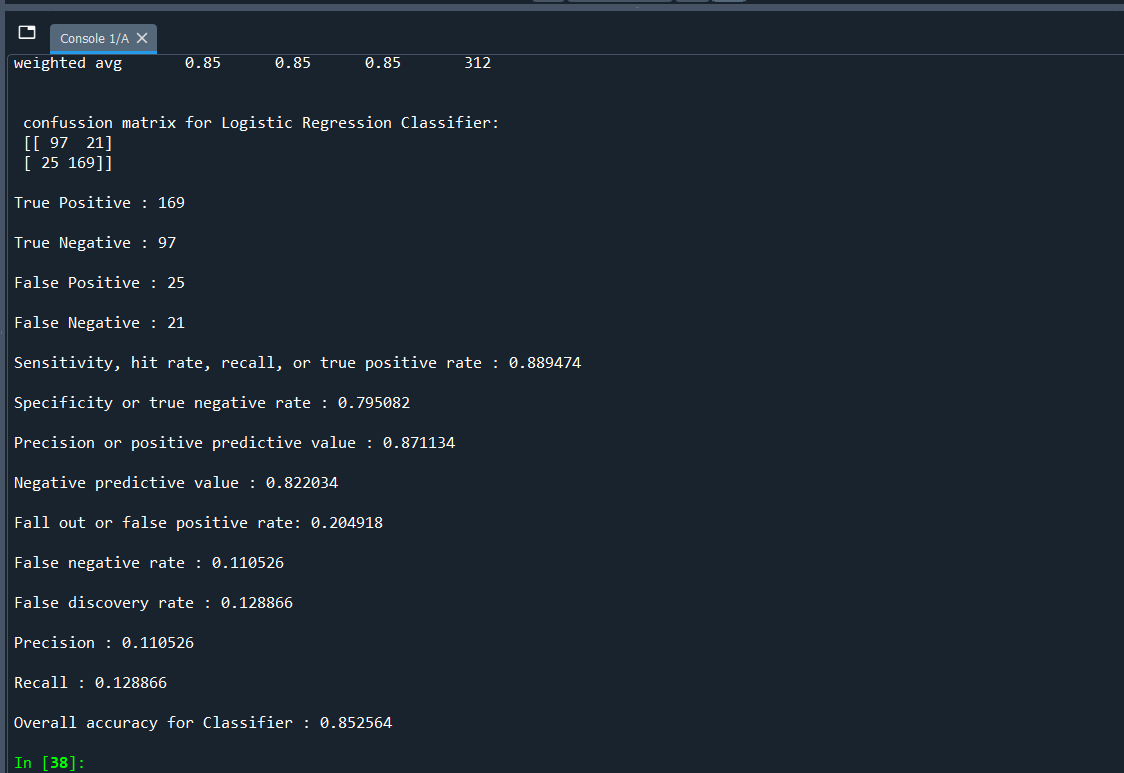 Console 1/A
weighted avg 0.85 0.85 0.85 312
confussion matrix for Logistic Regression Classifier:
[[ 97 21]
[ 25 169]]
True Positive : 169
True Negative : 97
False Positive : 25
False Negative : 21
Sensitivity, hit rate, recall, or true positive rate : 0.889474
Specificity or true negative rate : 0.795082
Precision or positive predictive value : 0.871134
Negative predictive value : 0.822034
Fall out or false positive rate: 0.204918
False negative rate : 0.110526
False discovery rate : 0.128866
Precision : 0.110526
Recall : 0.128866
Overall accuracy for Classifier : 0.852564
In [38]: